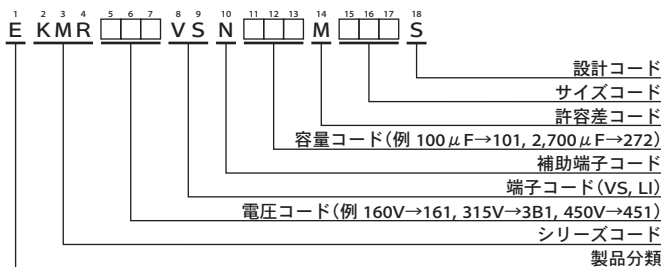 1 2 3 4 5 6 7 8 9 10 11 12 13 14 15 16 17 18
E KMR □□□ VS N □□□ M □□□ S
設計コード
サイズコード
許容差コード
容量コード(例 100μF→101, 2,700μF→272)
補助端子コード
端子コード(VS, LI)
電圧コード(例 160V→161, 315V→3B1, 450V→451)
シリーズコード
製品分類